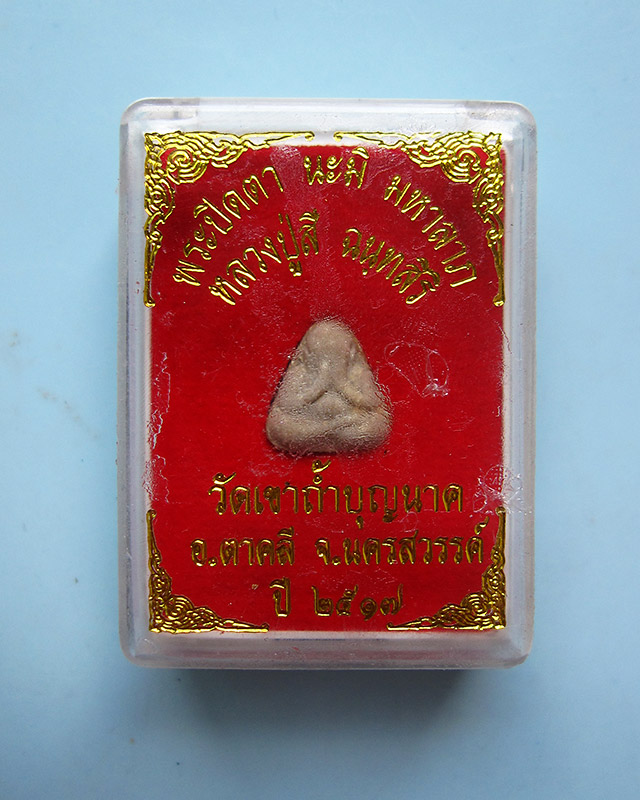 พระปิดตา นะมิ มหาลาภ
หลวงปู่สี ฉนฺทสิริ
วัดเขาถ้ำบุญนาค
อ.ตาคลี จ.นครสวรรค์
ปี ๒๕๑๗